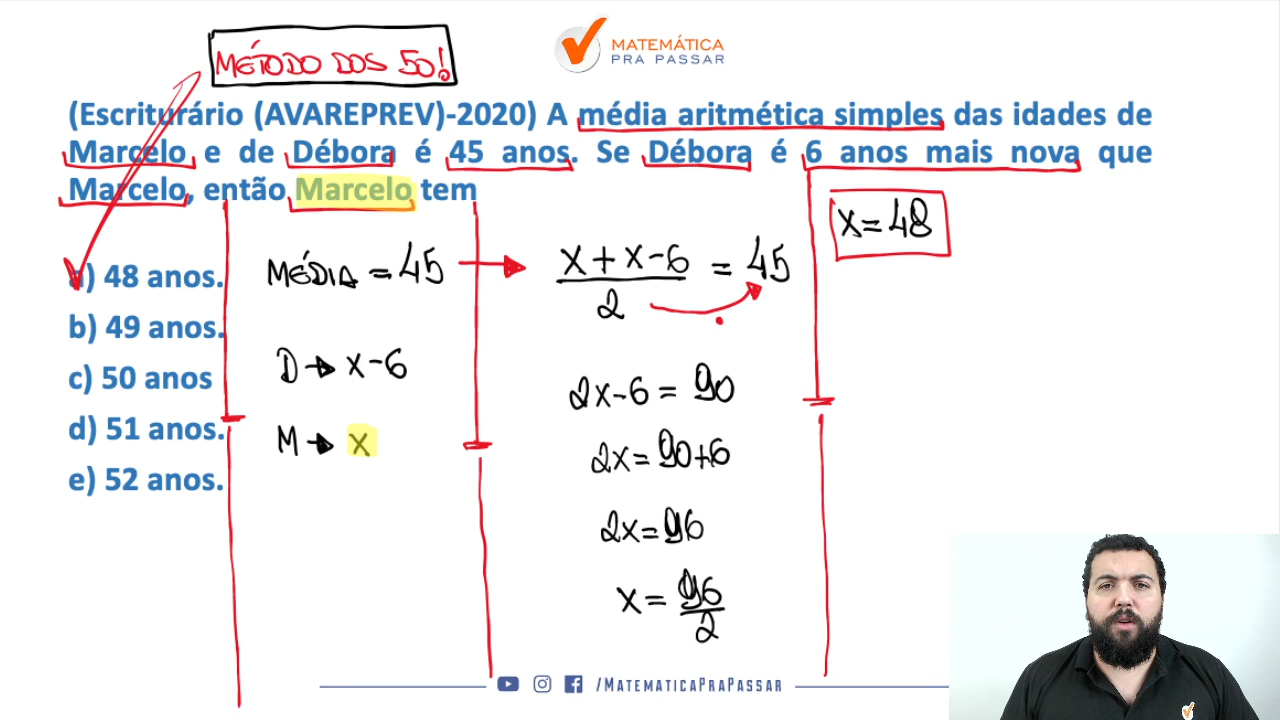 MÉTODO DOS 50!
MATEMÁTICA
PRA PASSAR
(Escriturário (AVAREPREV)-2020) A média aritmética simples das idades de
Marcelo e de Débora é 45 anos. Se Débora é 6 anos mais nova que
Marcelo, então Marcelo tem
a) 48 anos.
b) 49 anos.
c) 50 anos
d) 51 anos.
e) 52 anos.
MÉDIA = 45
D → x-6
M → x
x + x - 6
2
= 45
2x-6 = 90
2x = 90+6
2x = 96
x = 96
2
x = 48
/MatematicaPraPassar